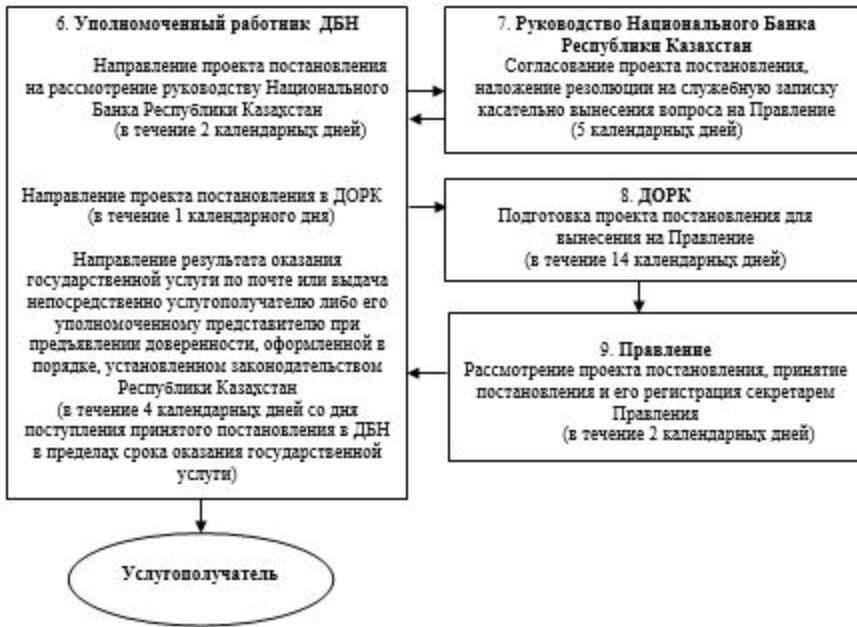 6. Уполномоченный работник ДБН
Направление проекта постановления
на рассмотрение руководству Национального
Банка Республики Казахстан
(в течение 2 календарных дней)
Направление проекта постановления в ДОРК
(в течение 1 календарного дня)
Направление результата оказания
государственной услуги по почте или выдача
непосредственно услугополучателю либо его
уполномоченному представителю при
предъявлении доверенности, оформленной в
порядке, установленном законодательством
Республики Казахстан
(в течение 4 календарных дней со дня
поступления принятого постановления в ДБН
в пределах срока оказания государственной
услуги)
7. Руководство Национального Банка
Республики Казахстан
Согласование проекта постановления,
наложение резолюции на служебную записку
касательно вынесения вопроса на Правление
(5 календарных дней)
8. ДОРК
Подготовка проекта постановления для
вынесения на Правление
(в течение 14 календарных дней)
9. Правление
Рассмотрение проекта постановления, принятие
постановления и его регистрация секретарем
Правления
(в течение 2 календарных дней)
Услугополучатель